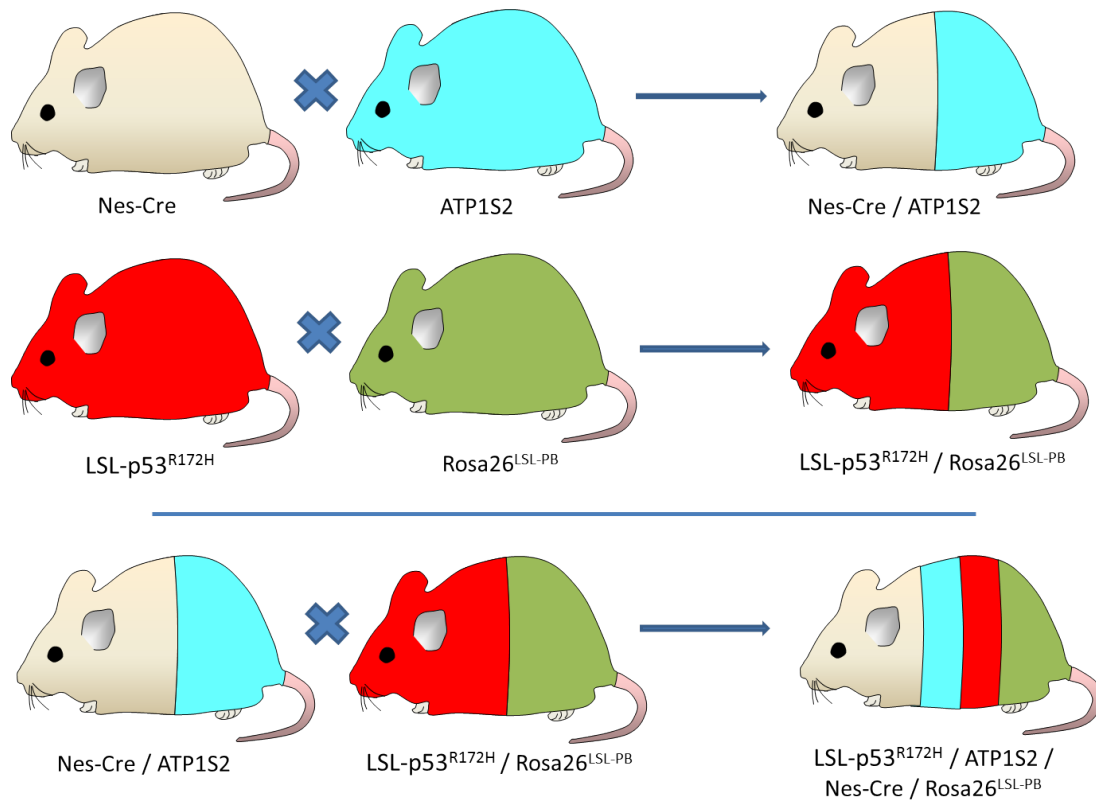 Nes-Cre
ATP1S2
Nes-Cre / ATP1S2
LSL-p53R172H
Rosa26LSL-PB
LSL-p53R172H / Rosa26LSL-PB
Nes-Cre / ATP1S2
LSL-p53R172H / Rosa26LSL-PB
LSL-p53R172H / ATP1S2 /
Nes-Cre / Rosa26LSL-PB